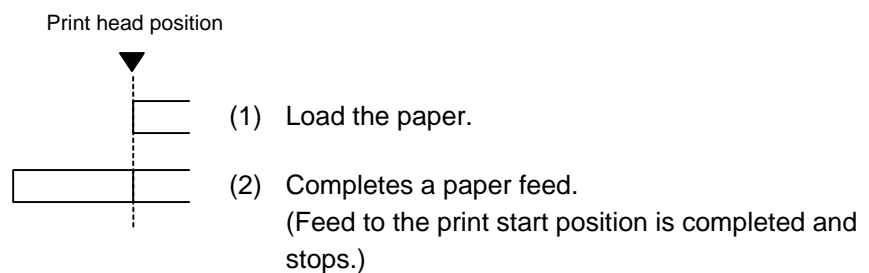 Print head position
(1) Load the paper.
(2) Completes a paper feed.
(Feed to the print start position is completed and
stops.)